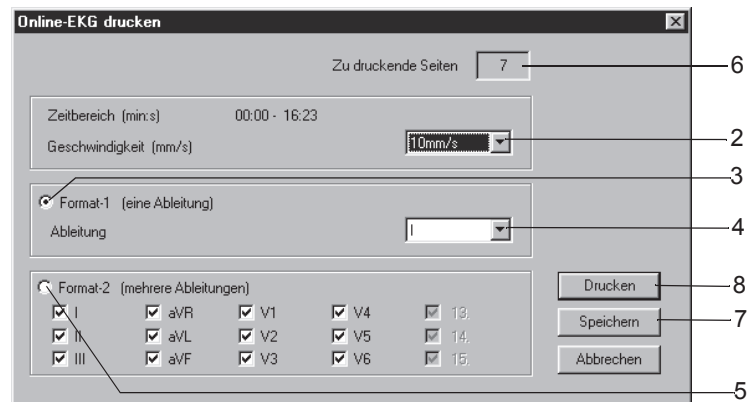 Online-EKG drucken
Zu druckende Seiten 7 6
Zeitbereich (min:s) 00:00 - 16:23
Geschwindigkeit (mm/s) 10mm/s 2
3
Format-1 (eine Ableitung)
Ableitung I 4
Format-2 (mehrere Ableitungen) Drucken 8
I aVR V1 V4 13.
Speichern 7
II aVL V2 V5 14.
III aVF V3 V6 15. Abbrechen
5